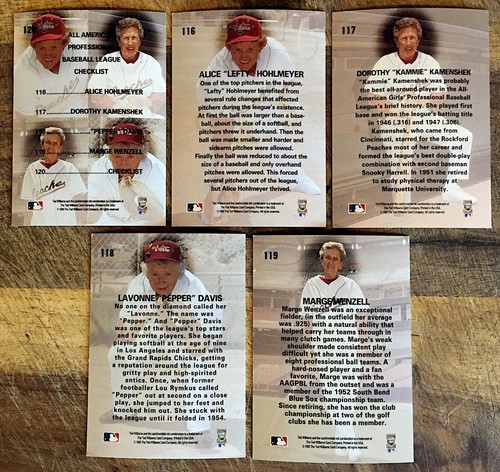 120
ALL AMERICAN
PROFESSIONAL
BASEBALL LEAGUE
CHECKLIST
116 ALICE HOHLMEYER
117 DOROTHY KAMENSHEK
"PEPPER"
119 MARGE WENZELL
120 CHECKLIST
Peaches
116
ALICE "LEFTY" HOHLMEYER
One of the top pitchers in the league,
"Lefty" Hohlmeyer benefited from
several rule changes that affected
pitchers during the league's existence.
At first the ball was larger than a base-
ball, about the size of a softball, and
pitchers threw it underhand. Then the
ball was made smaller and harder and
sidearm pitches were allowed.
Finally the ball was reduced to about the
size of a baseball and only overhand
pitches were allowed. This forced
several pitchers out of the league,
but Alice Hohlmeyer thrived.
117
DOROTHY "KAMMIE" KAMENSHEK
"Kammie" Kamenshek was probably
the best all-around player in the All-
American Girls' Professional Baseball
League's brief history. She played first
base and won the league's batting title
in 1946 (.316) and 1947 (.306).
Kamenshek, who came from
Cincinnati, starred for the Rockford
Peaches most of her career and
formed the league's best double-play
combination with second baseman
Snooky Harrell. In 1951 she retired
to study physical therapy at
Marquette University.
118
LAVONNE "PEPPER" DAVIS
No one on the diamond called her
"Lavonne." The name was
"Pepper." And "Pepper" Davis
was one of the league's top stars
and favorite players. She began
playing softball at the age of nine
in Los Angeles and starred with
the Grand Rapids Chicks, getting
a reputation around the league for
gritty play and high-spirited
antics. Once, when former
footballer Lou Rymkus called
"Pepper" out at second on a close
play, she jumped to her feet and
knocked him out. She stuck with
the league until it folded in 1954.
119
MARGE WENZELL
Marge Wenzell was an exceptional
fielder, (in the outfield her average
was .925) with a natural ability that
helped carry her teams through in
many clutch games. Marge's weak
shoulder made consistent play
difficult yet she was a member of
eight professional ball teams. A
hard-nosed player and a fan
favorite, Marge was with the
AAGPBL from the outset and was a
member of the 1952 South Bend
Blue Sox championship team.
Since retiring, she has won the club
championship at two of the golf
clubs she has been a member.